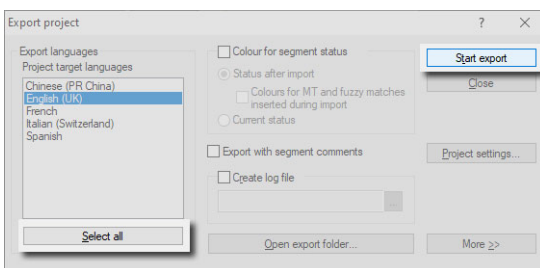 Export project
? ×
Export languages
Project target languages
Chinese (PR China)
English (UK)
French
Italian (Switzerland)
Spanish
Select all
Colour for segment status
Status after import
Colours for MT and fuzzy matches
inserted during import
Current status
Export with segment comments
Create log file
...
Open export folder...
Start export
Close
Project settings...
More >>